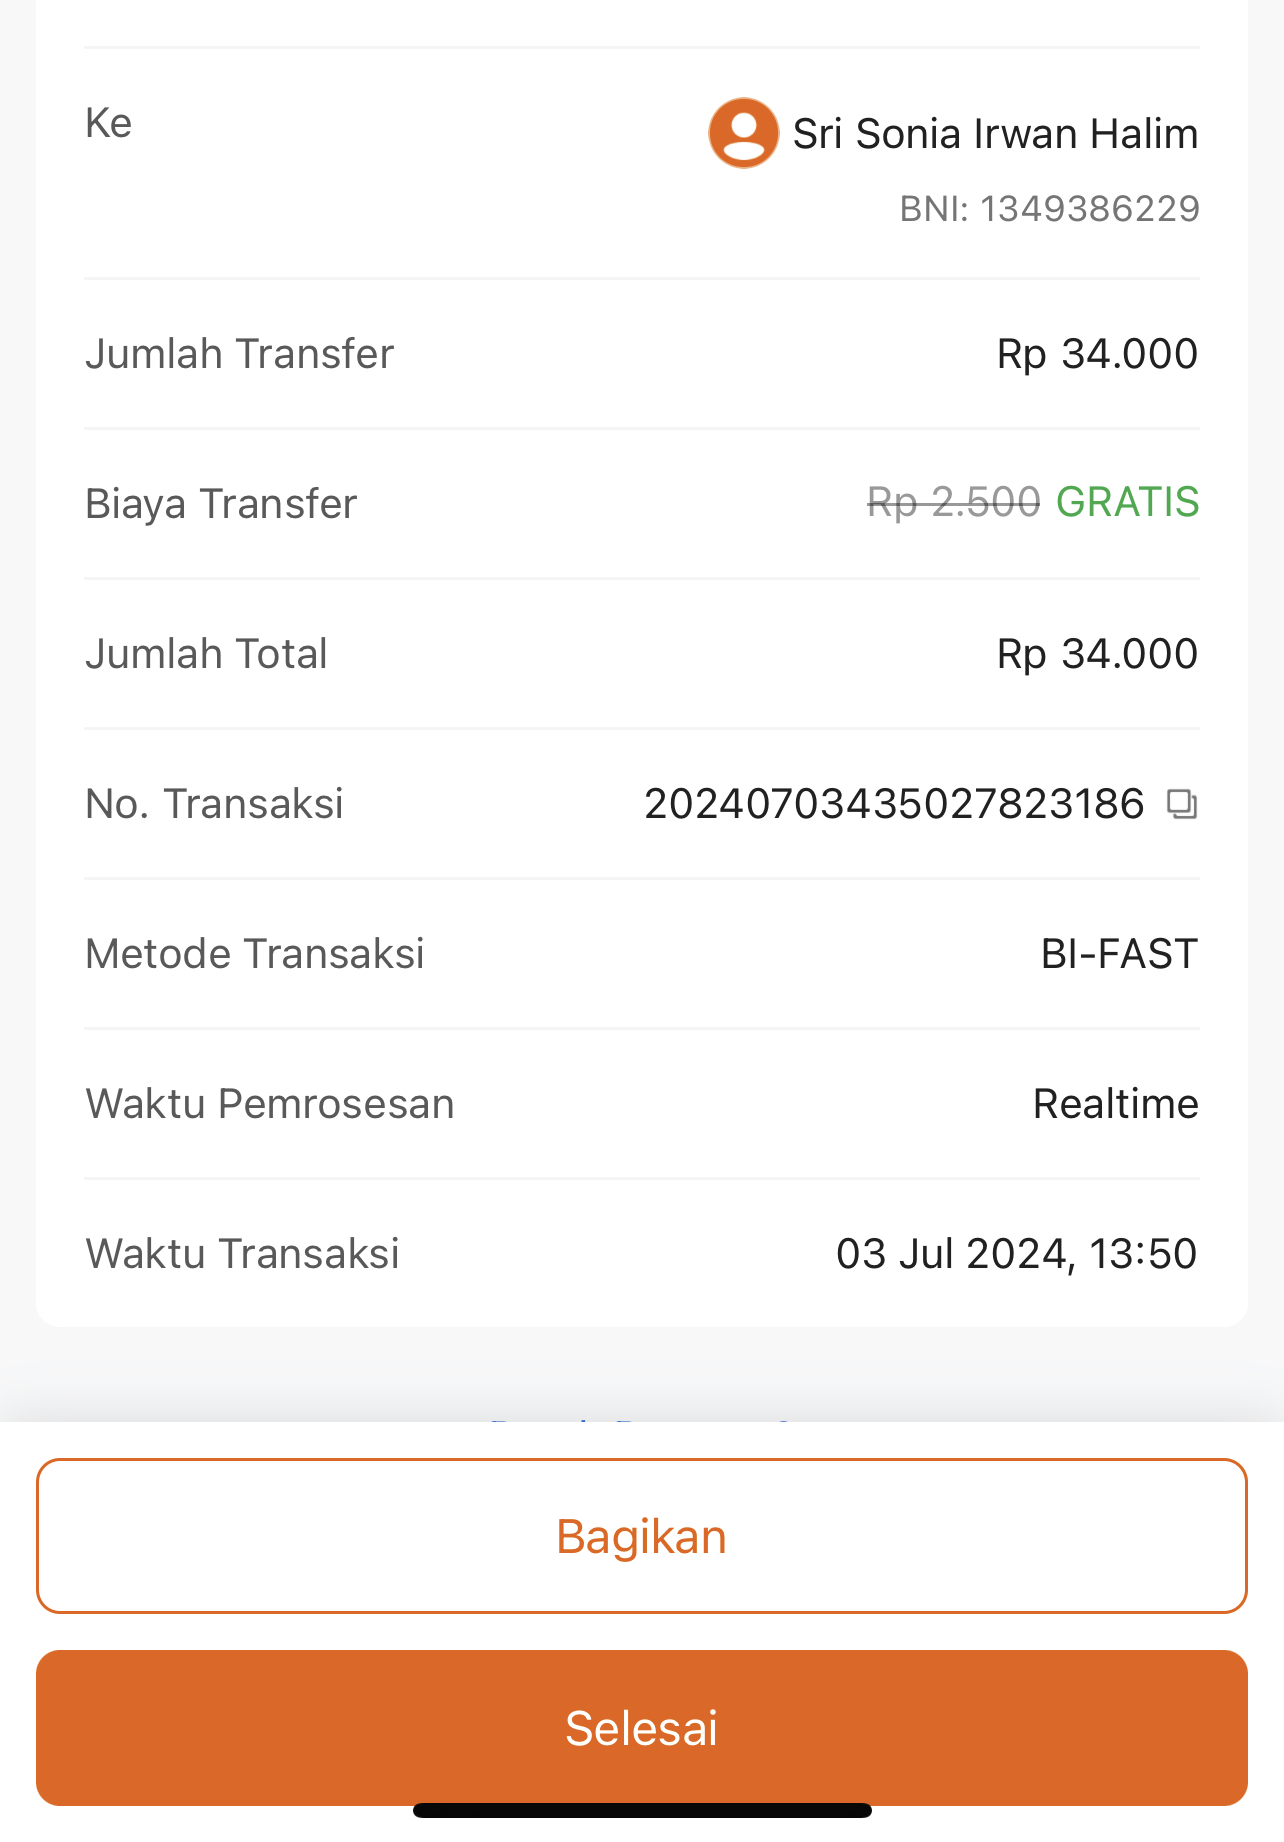 Ke
Sri Sonia Irwan Halim
BNI: 1349386229
Jumlah Transfer Rp 34.000
Biaya Transfer Rp 2.500 GRATIS
Jumlah Total Rp 34.000
No. Transaksi 20240703435027823186
Metode Transaksi BI-FAST
Waktu Pemrosesan Realtime
Waktu Transaksi 03 Jul 2024, 13:50
Bagikan
Selesai